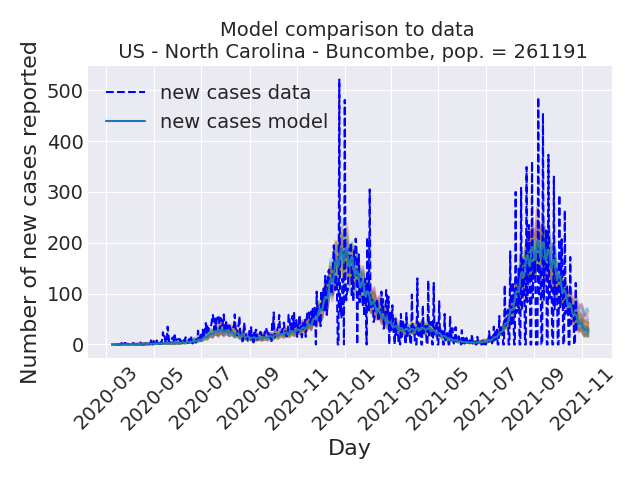 Model comparison to data
US - North Carolina - Buncombe, pop. = 261191
Number of new cases reported
500
400
300
200
100
0
new cases data
new cases model
2020-03
2020-05
2020-07
2020-09
2020-11
2021-01
2021-03
2021-05
2021-07
2021-09
2021-11
Day